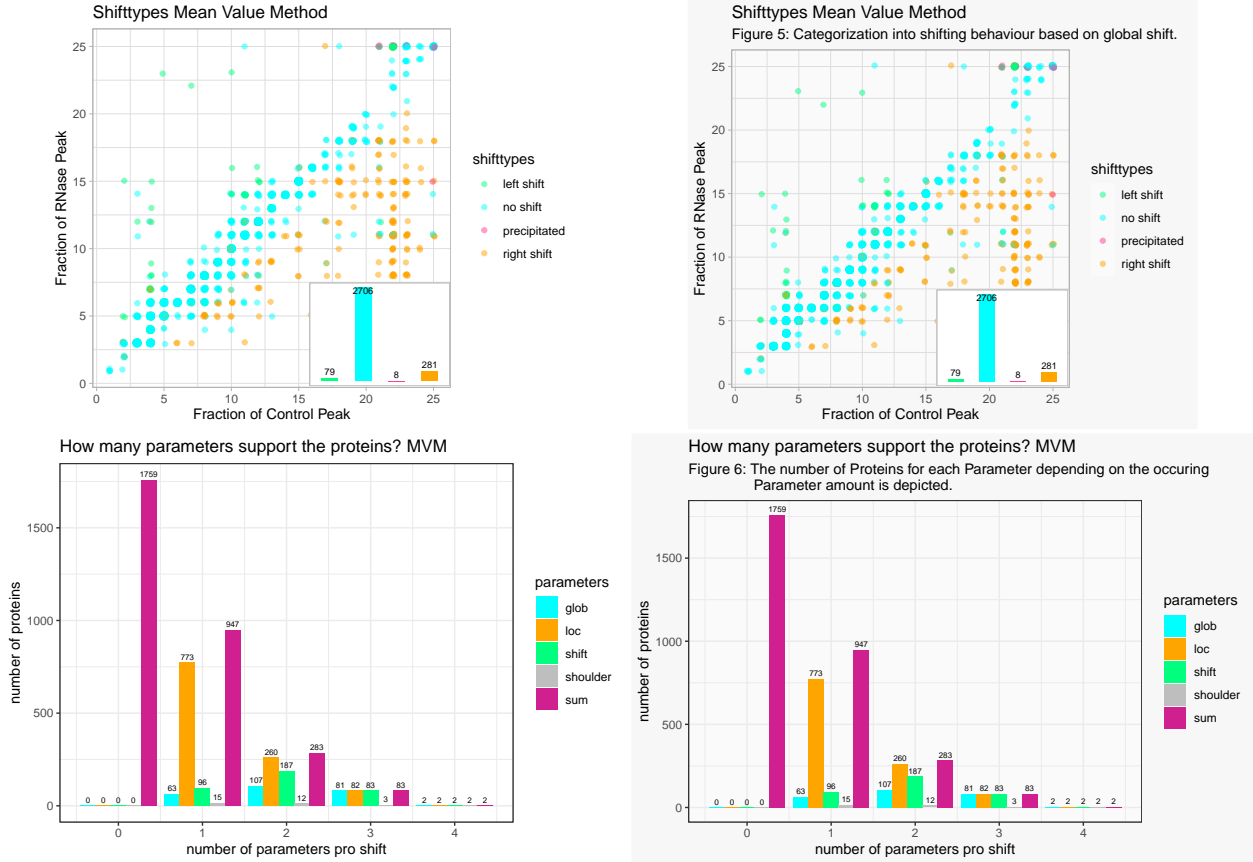 Shifttypes Mean Value Method
25
20
15
10
5
0
Fraction of RNase Peak
0 5 10 15 20 25
Fraction of Control Peak
79 2706 8 281
shifttypes
left shift
no shift
precipitated
right shift
Shifttypes Mean Value Method
Figure 5: Categorization into shifting behaviour based on global shift.
25
20
15
10
5
0
Fraction of RNase Peak
0 5 10 15 20 25
Fraction of Control Peak
79 2706 8 281
shifttypes
left shift
no shift
precipitated
right shift
How many parameters support the proteins? MVM
1500
1000
500
0
number of proteins
0 0 0 0 1759
63 773 96 15 947
107 260 187 12 283
81 82 83 3 83
2 2 2 2 2
0 1 2 3 4
number of parameters pro shift
parameters
glob
loc
shift
shoulder
sum
How many parameters support the proteins? MVM
Figure 6: The number of Proteins for each Parameter depending on the occuring
Parameter amount is depicted.
1500
1000
500
0
number of proteins
0 0 0 0 1759
63 773 96 15 947
107 260 187 12 283
81 82 83 3 83
2 2 2 2 2
0 1 2 3 4
number of parameters pro shift
parameters
glob
loc
shift
shoulder
sum